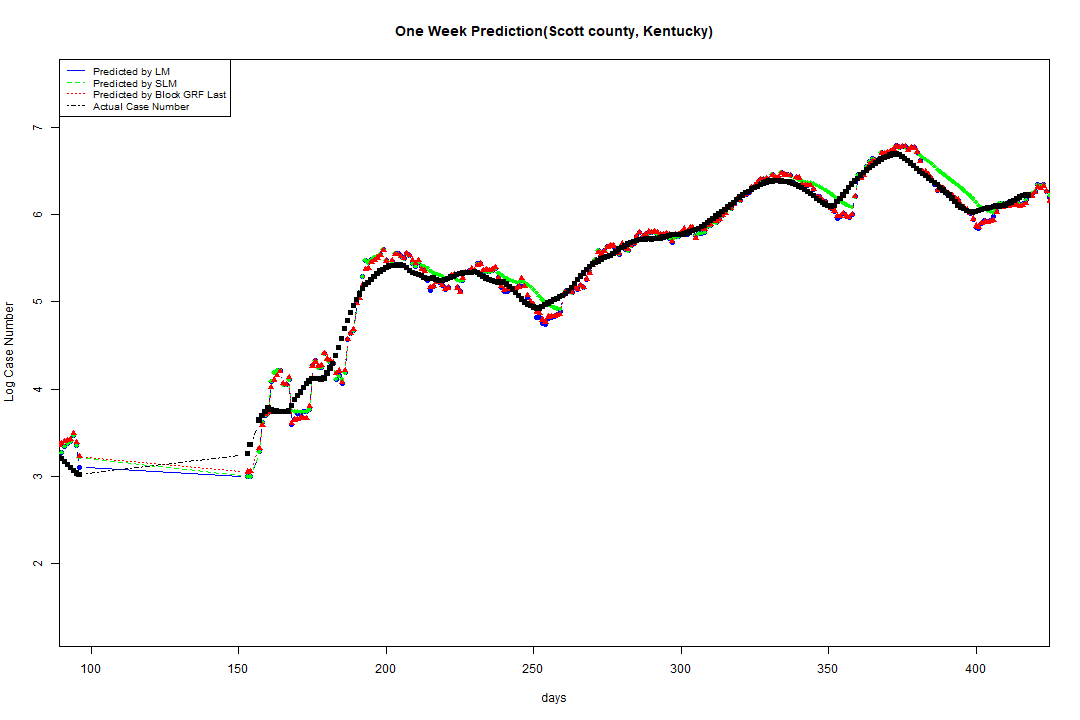 One Week Prediction(Scott county, Kentucky)
Predicted by LM
Predicted by SLM
Predicted by Block GRF Last
Actual Case Number
Log Case Number
7
6
5
4
3
2
100 150 200 250 300 350 400
days